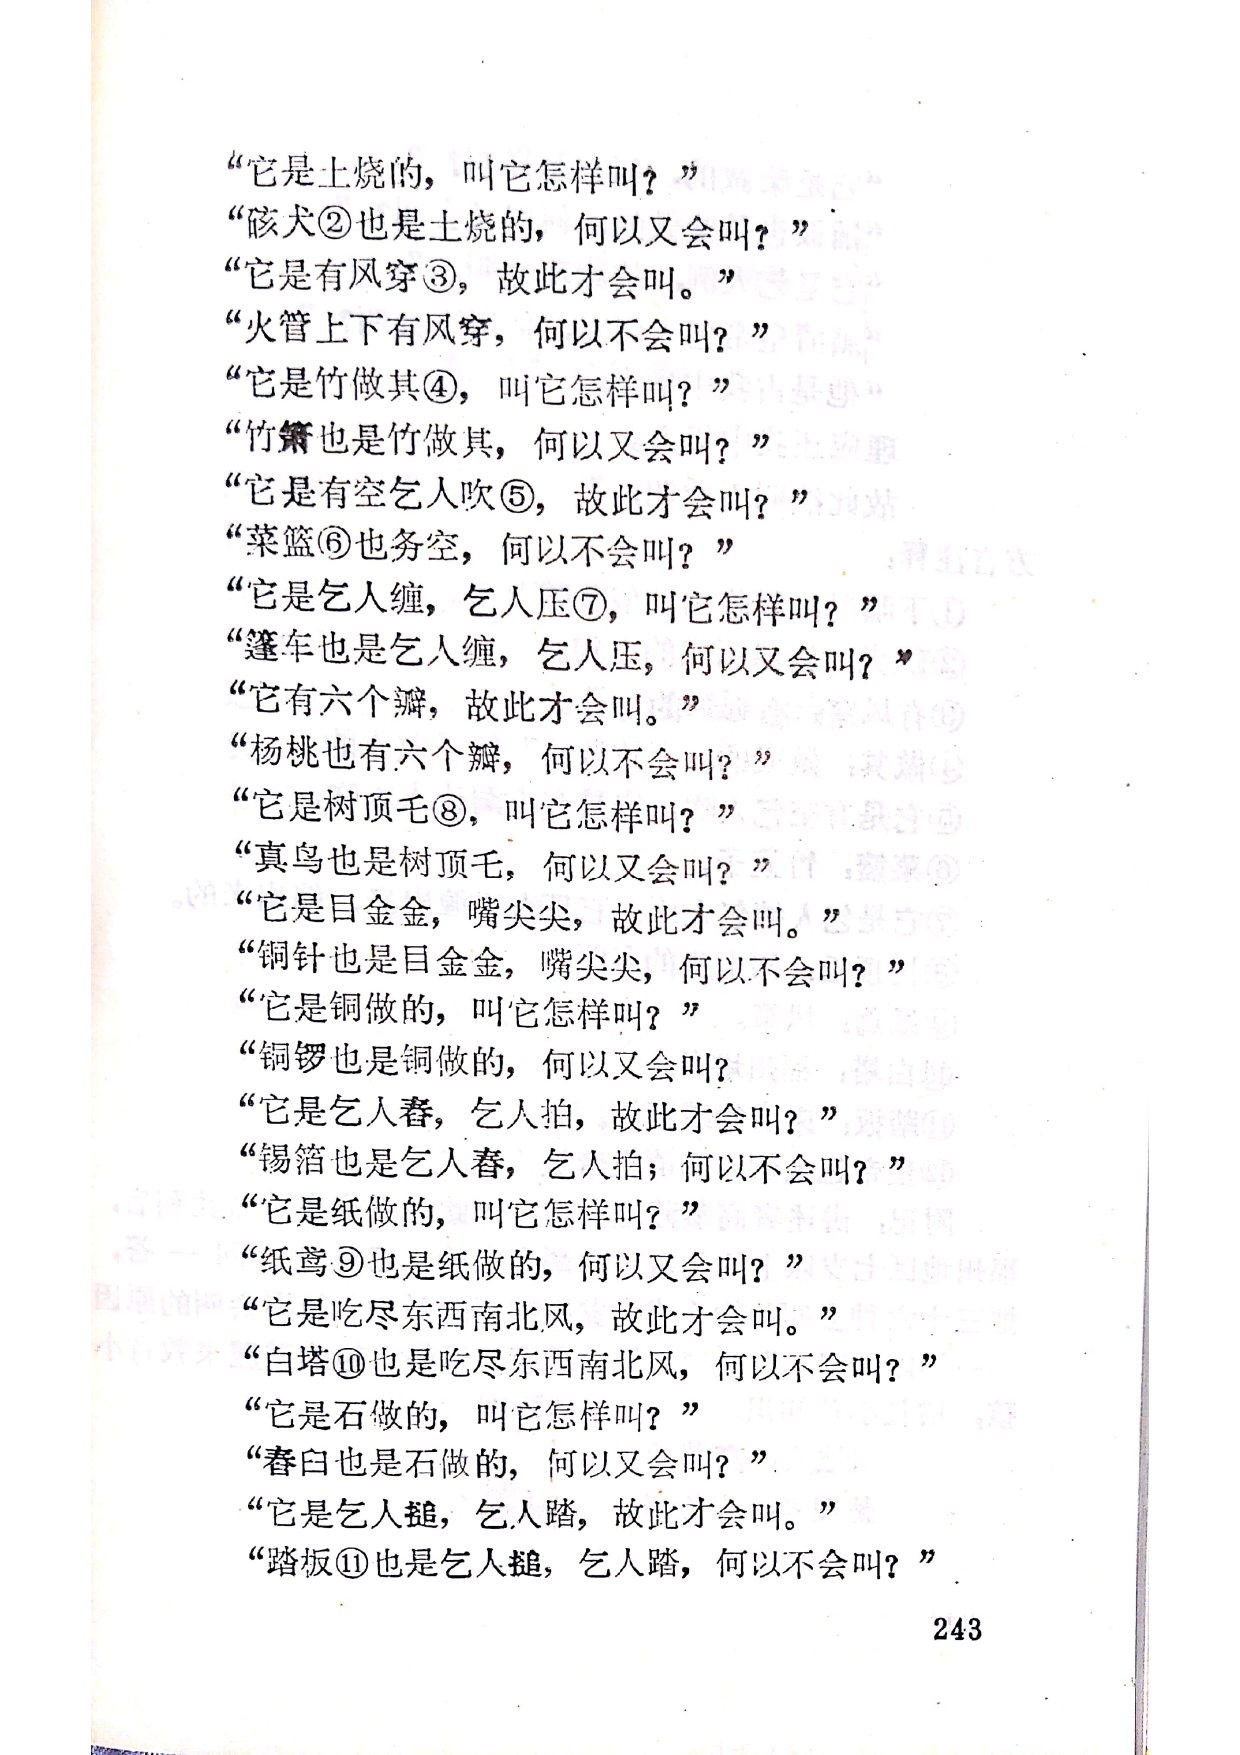 “它是土烧的，叫它怎样叫？”
“䏣犬②也是土烧的，何以又会叫？”
“它是有风穿③，故此才会叫。”
“火管上下有风穿，何以不会叫？”
“它是竹做其④，叫它怎样叫？”
“竹箫也是竹做其，何以又会叫？”
“它是有空乞人吹⑤，故此才会叫？”
“菜篮⑥也务空，何以不会叫？”
“它是乞人缠，乞人压⑦，叫它怎样叫？”
“篷车也是乞人缠，乞人压，何以又会叫？”
“它有六个瓣，故此才会叫。”
“杨桃也有六个瓣，何以不会叫？”
“它是树顶毛⑧，叫它怎样叫？”
“真鸟也是树顶毛，何以又会叫？”
“它是目金金，嘴尖尖，故此才会叫。”
“铜针也是目金金，嘴尖尖，何以不会叫？”
“它是铜做的，叫它怎样叫？”
“铜锣也是铜做的，何以又会叫？
“它是乞人舂，乞人拍，故此才会叫？”
“锡箔也是乞人舂，乞人拍；何以不会叫？”
“它是纸做的，叫它怎样叫？”
“纸鸢⑨也是纸做的，何以又会叫？”
“它是吃尽东西南北风，故此才会叫。”
“白塔⑩也是吃尽东西南北风，何以不会叫？”
“它是石做的，叫它怎样叫？”
“舂臼也是石做的，何以又会叫？”
“它是乞人搥，乞人踏，故此才会叫。”
“踏板⑪也是乞人搥，乞人踏，何以不会叫？”
243